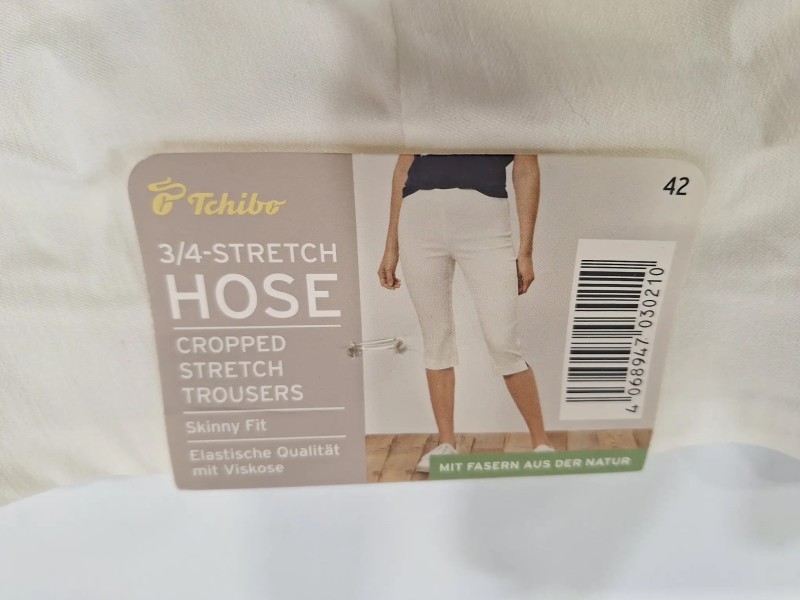 Tchibo
3/4-STRETCH
HOSE
CROPPED
STRETCH
TROUSERS
Skinny Fit
Elastische Qualität
mit Viskose
42
4 068947 030210
MIT FASERN AUS DER NATUR